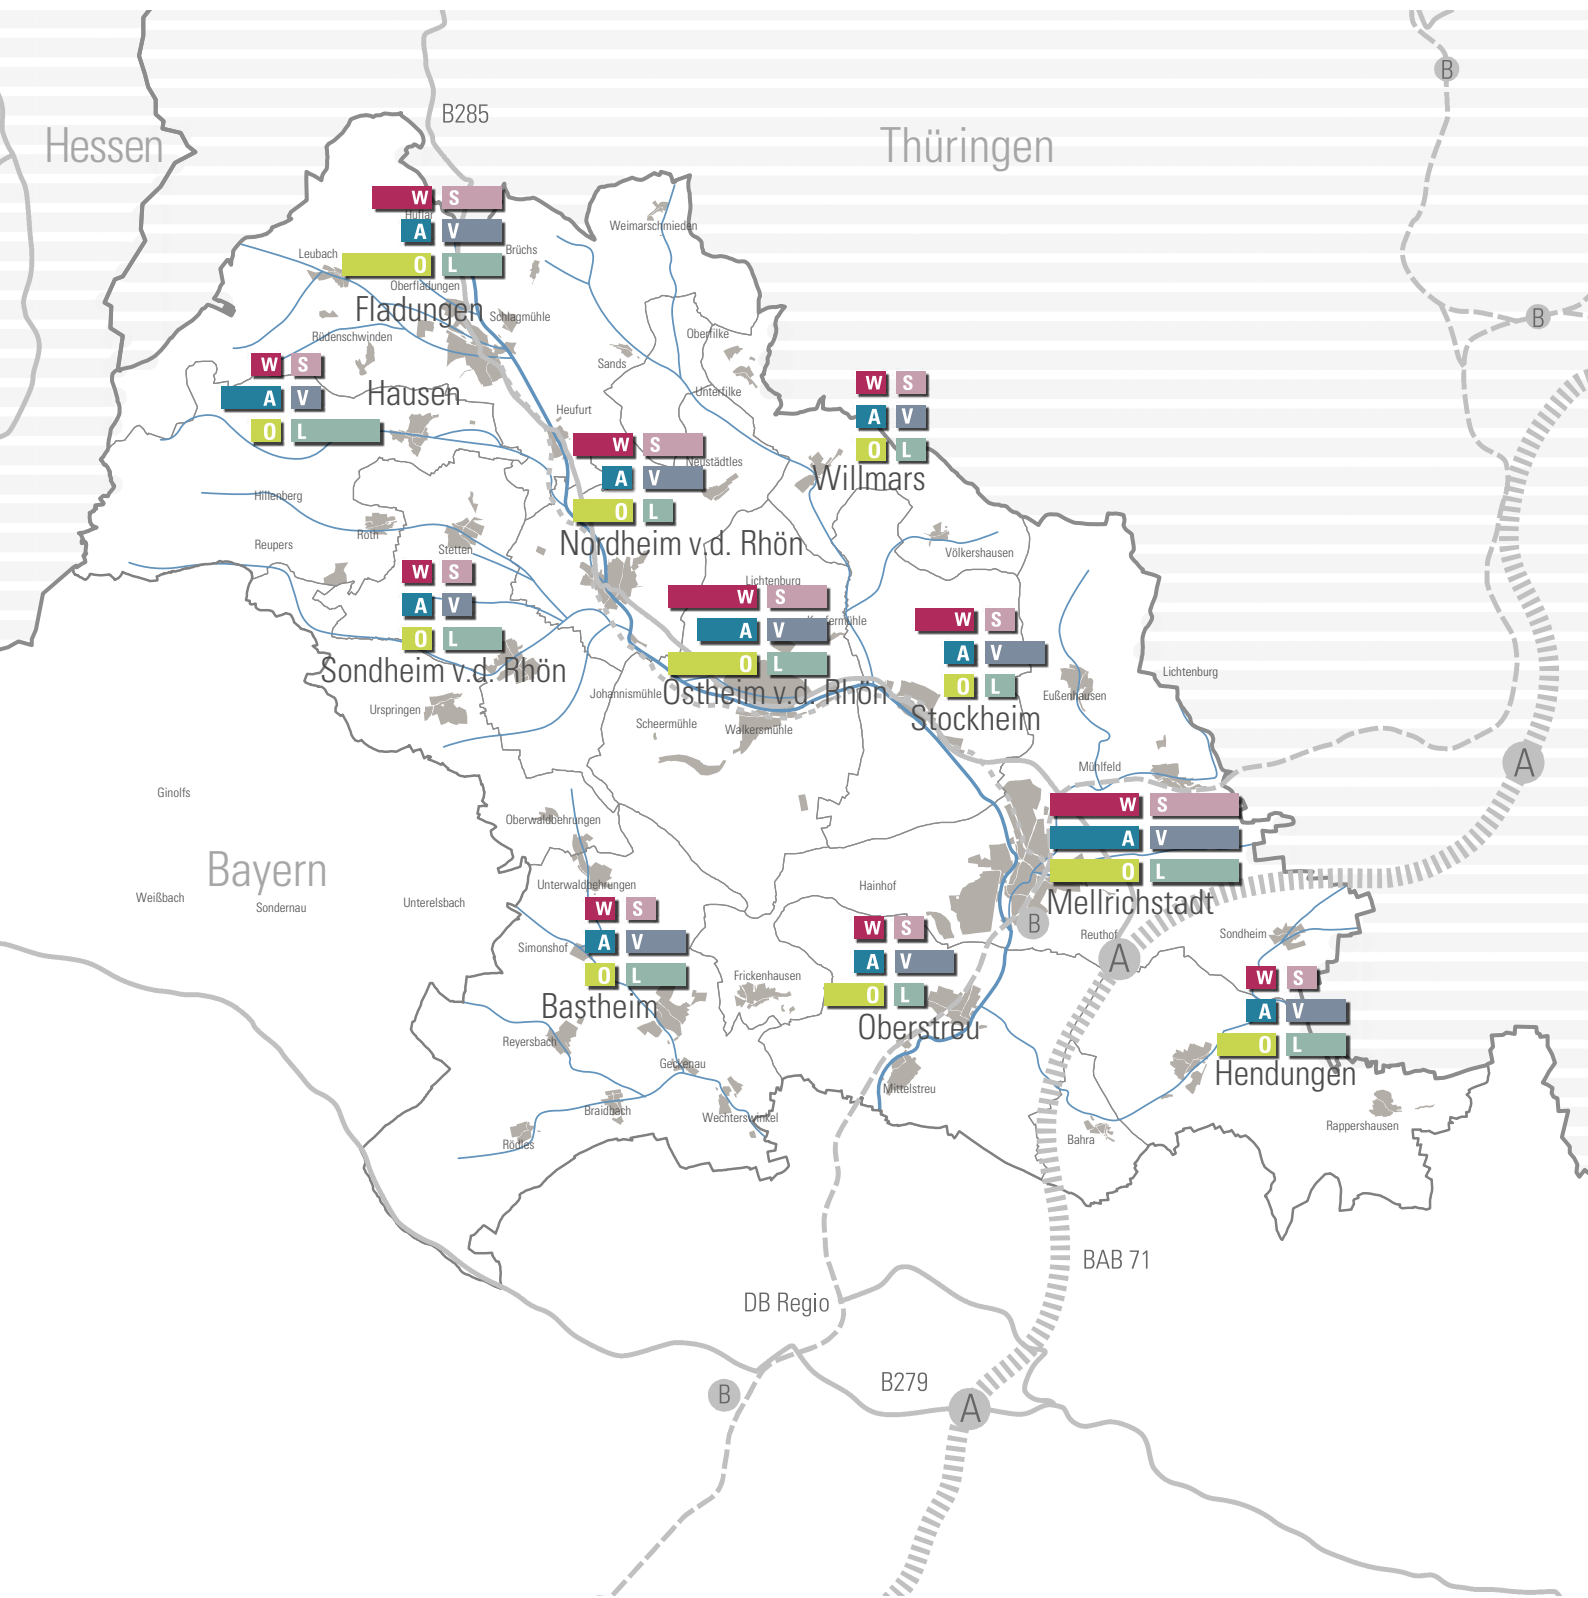 B
B285
Hessen
Thüringen
W S
Hüflar
A V
O L
Leubach
Brüchs
Oberfladungen
Fladungen
Schlagmühle
Rüdenschwinden
Weimarschmieden
Oberfilke
Sands
Unterfilke
B
W S
A V
O L
Hausen
Heufurt
W S
A V
O L
Willmars
W S
A V
O L
Neustädtles
Nordheim v.d. Rhön
Hillenberg
Roth
Reupers
Stetten
Völkershausen
W S
A V
O L
Sondheim v.d. Rhön
Urspringen
Lichtenburg
W S
A V
O L
Ostheim v.d. Rhön
Johannismühle
Scheermühle
Walkersmühle
W S
A V
O L
Stockheim
Eußenhausen
Lichtenburg
Mühlfeld
A
Ginolfs
Bayern
Weißbach
Sondernau
Unterelsbach
Oberwaldbehrungen
Unterwaldbehrungen
W S
A V
O L
Mellrichstadt
Hainhof
B
Reuthof
A
Sondheim
W S
A V
O L
Simonshof
Bastheim
Frickenhausen
W S
A V
O L
Oberstreu
W S
A V
O L
Hendungen
Reyersbach
Geckenau
Mittelstreu
Braidbach
Wechterswinkel
Rödles
Bahra
Rappershausen
BAB 71
DB Regio
B
B279
A